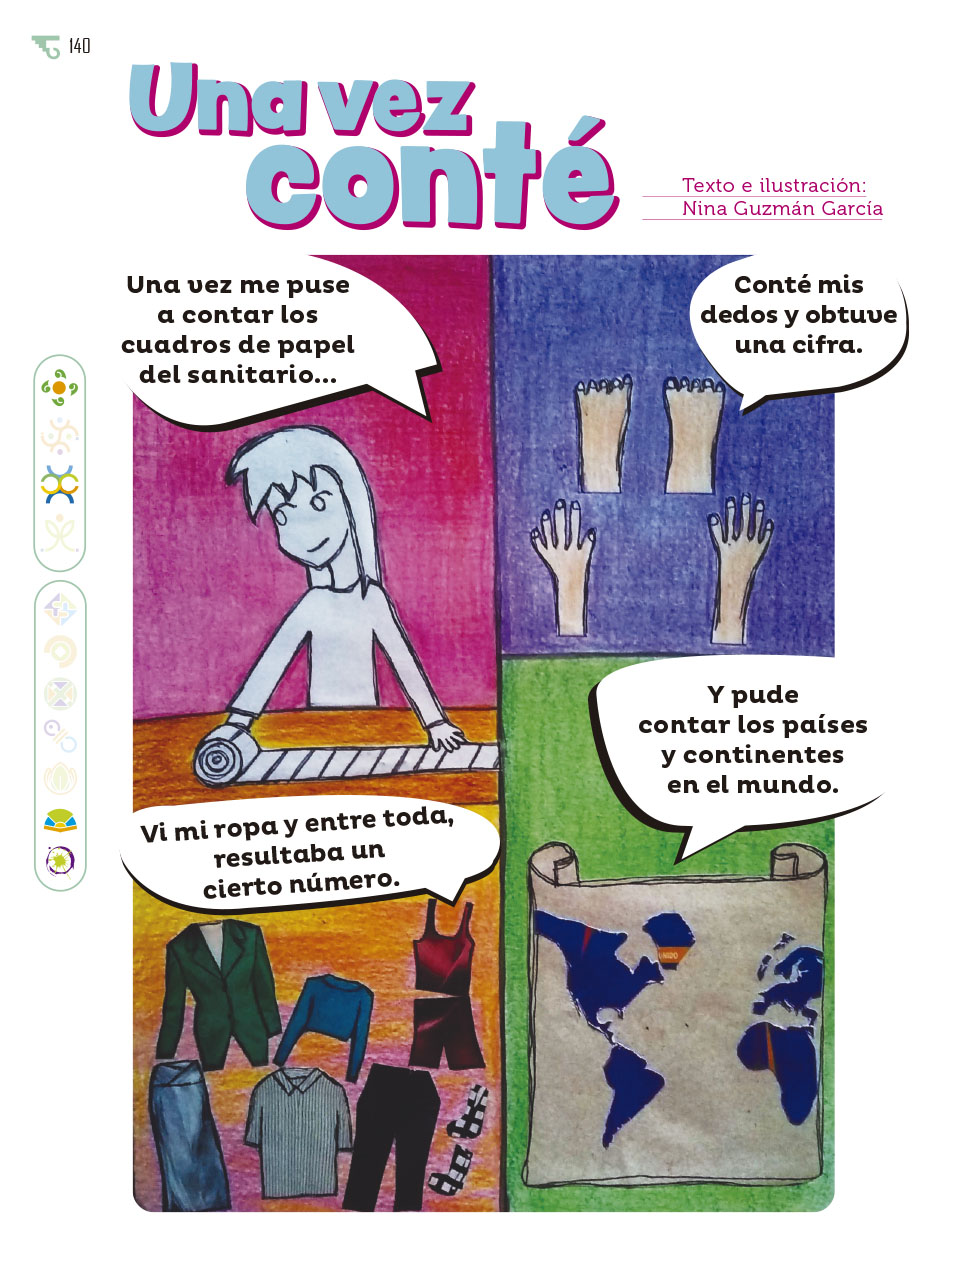 140
Una vez
conté
Texto e ilustración:
Nina Guzmán García
Una vez me puse
a contar los
cuadros de papel
del sanitario...
Conté mis
dedos y obtuve
una cifra.
Vi mi ropa y entre toda,
resultaba un
cierto número.
Y pude
contar los países
y continentes
en el mundo.
UNIDO